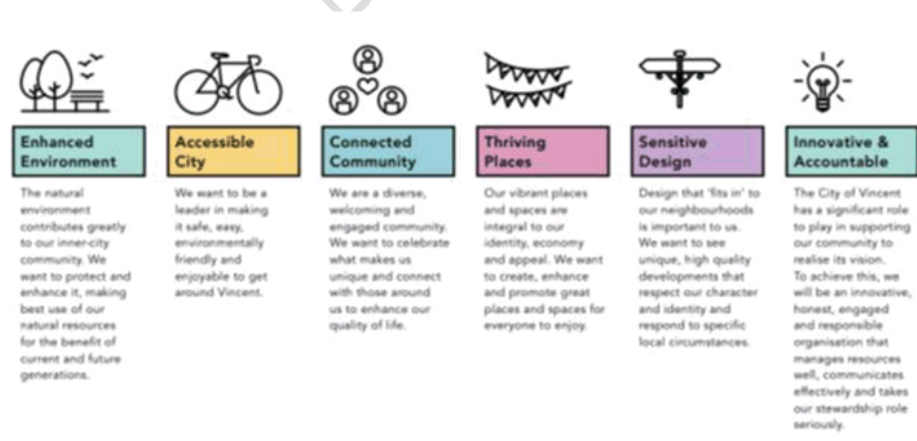 Enhanced
Environment
The natural
environment
contributes greatly
to our inner-city
community. We
want to protect and
enhance it, making
best use of our
natural resources
for the benefit of
current and future
generations.
Accessible
City
We want to be a
leader in making
it safe, easy,
environmentally
friendly and
enjoyable to get
around Vincent.
Connected
Community
We are a diverse,
welcoming and
engaged community.
We want to celebrate
what makes us
unique and connect
with those around
us to enhance our
quality of life.
Thriving
Places
Our vibrant places
and spaces are
integral to our
identity, economy
and appeal. We want
to create, enhance
and promote great
places and spaces for
everyone to enjoy.
Sensitive
Design
Design that 'fits in' to
our neighbourhoods
is important to us.
We want to see
unique, high quality
developments that
respect our character
and identity and
respond to specific
local circumstances.
Innovative &
Accountable
The City of Vincent
has a significant role
to play in supporting
our community to
realise its vision.
To achieve this, we
will be an innovative,
honest, engaged
and responsible
organisation that
manages resources
well, communicates
effectively and takes
our stewardship role
seriously.